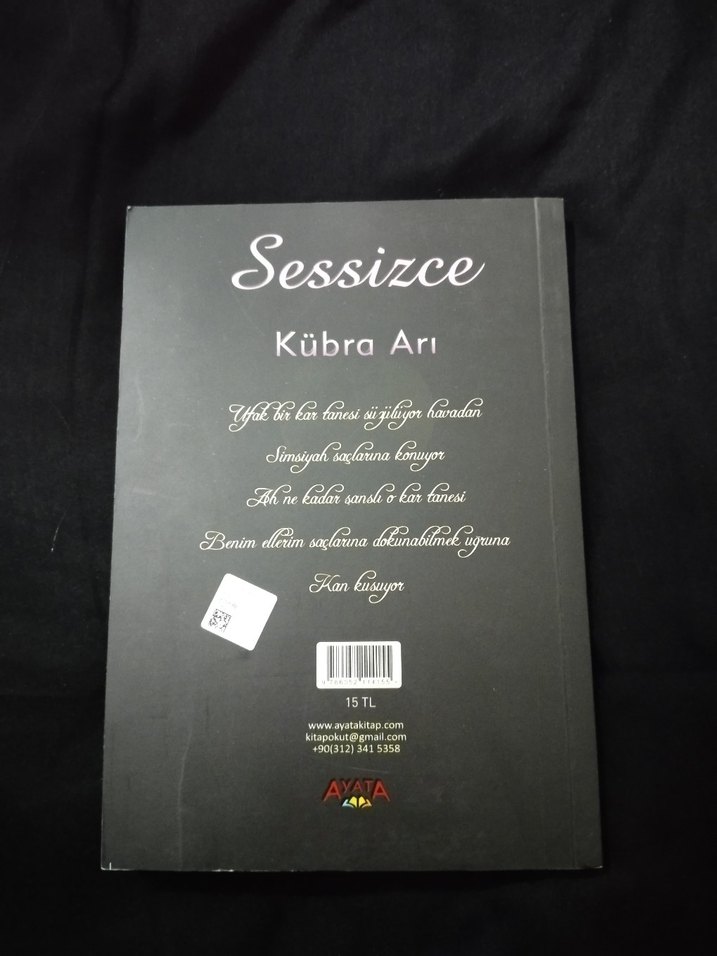 Sessizce
Kübra Arı
Ufak bir kar tanesi süzülüyor havadan
Simsiyah saçlarına konuyor
Ah ne kadar şanslı o kar tanesi
Benim ellerim saçlarına dokunabilmek uğruna
Kan kusuyor
15 TL
www.ayatakitap.com
kitapokut@gmail.com
+90(312) 341 5358
AYATA